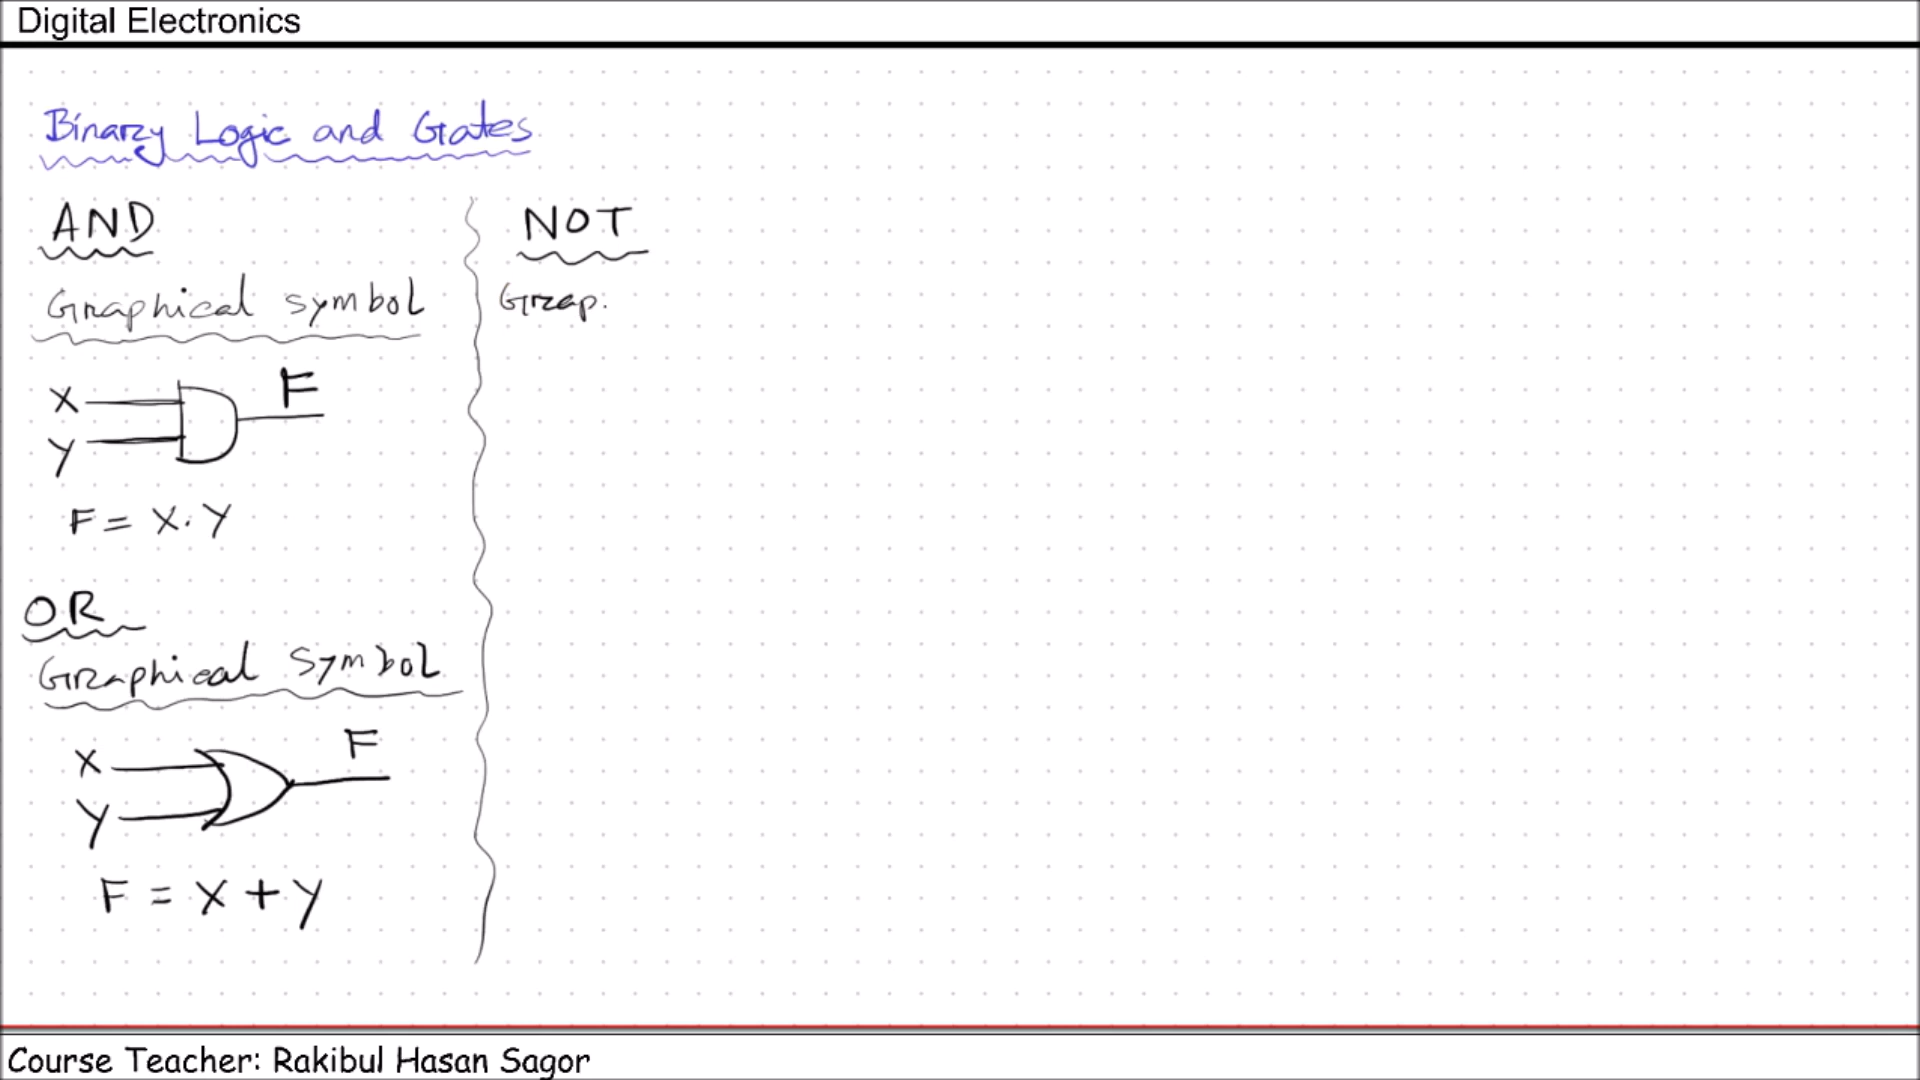 Digital Electronics
Binary Logic and Gates
AND
Graphical symbol
X
F
Y
F = X.Y
OR
Graphical Symbol
X
F
Y
F = X + Y
NOT
Grap.
Course Teacher: Rakibul Hasan Sagor